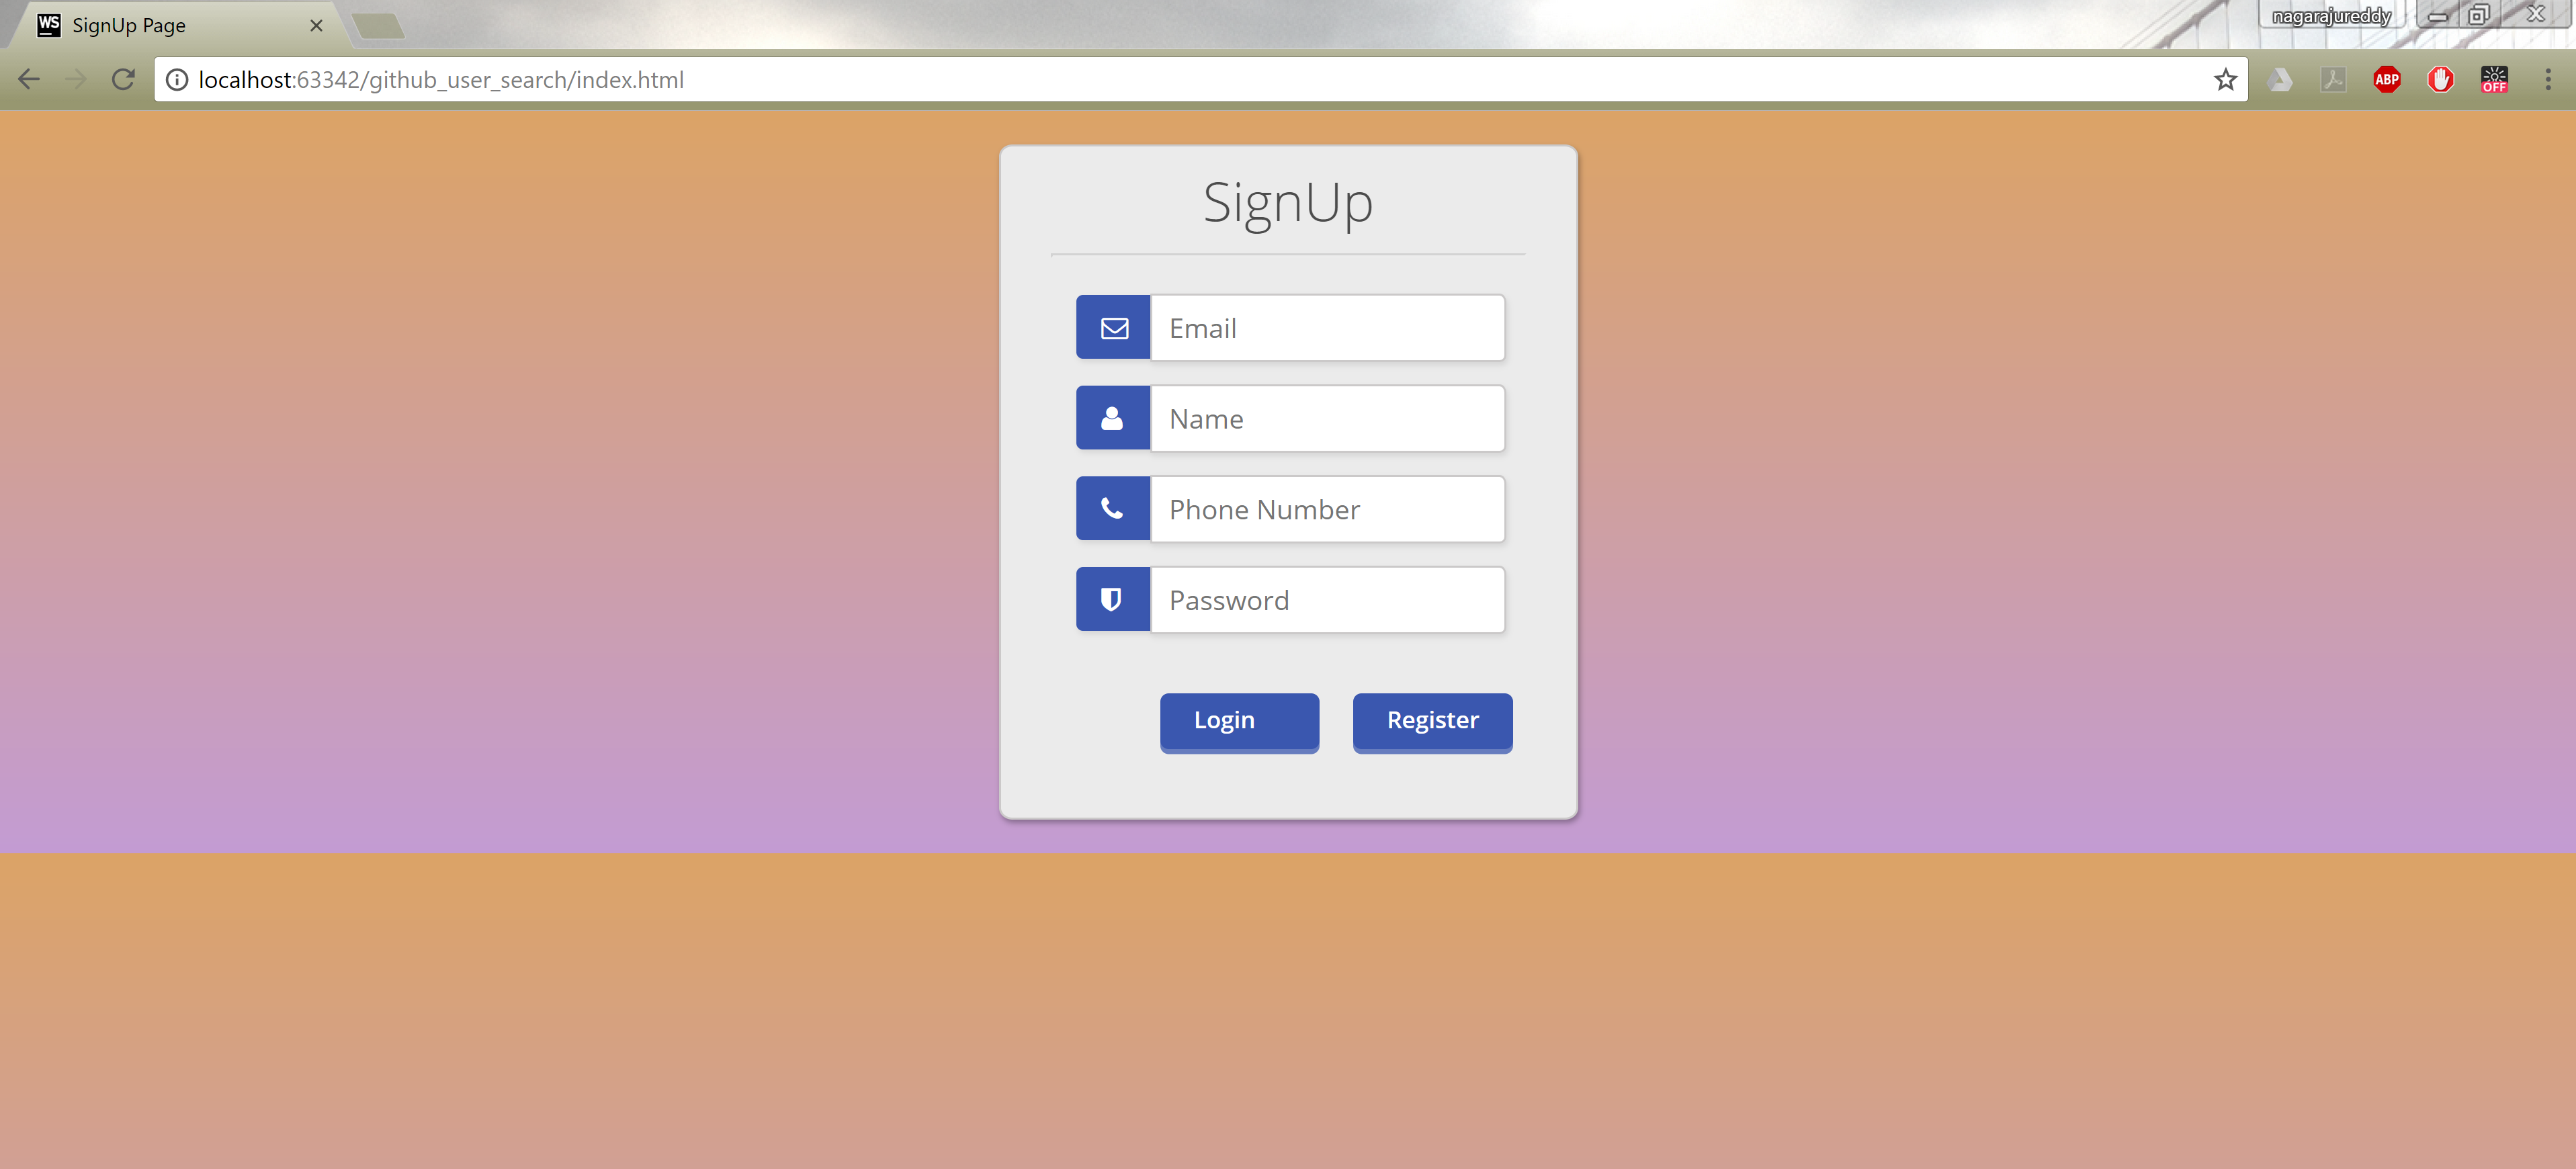 WS SignUp Page
nagarajureddy
localhost:63342/github_user_search/index.html
ABP
OFF
SignUp
Email
Name
Phone Number
Password
Login Register